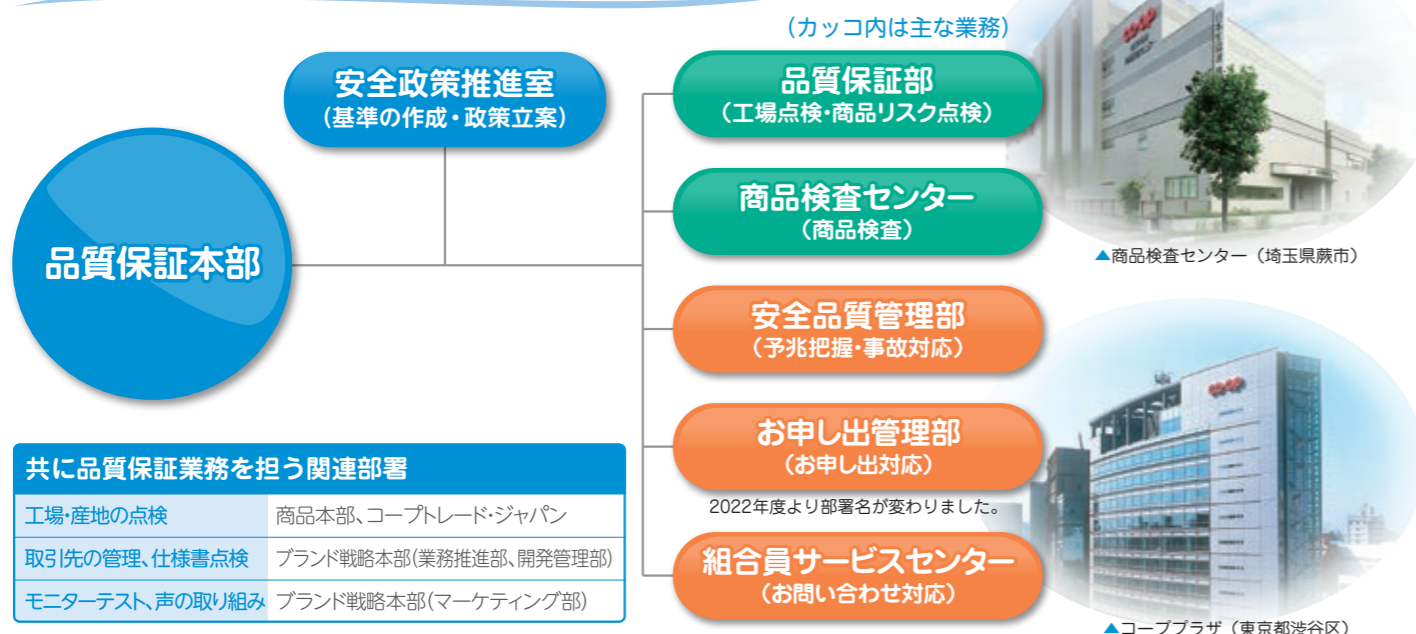 (カッコ内は主な業務)
安全政策推進室
(基準の作成・政策立案)
品質保証本部
品質保証部
(工場点検・商品リスク点検)
商品検査センター
(商品検査)
安全品質管理部
(予兆把握・事故対応)
お申し出管理部
(お申し出対応)
2022年度より部署名が変わりました。
組合員サービスセンター
(お問い合わせ対応)
共に品質保証業務を担う関連部署
工場・産地の点検 商品本部、コープトレード・ジャパン
取引先の管理、仕様書点検 ブランド戦略本部(業務推進部、開発管理部)
モニターテスト、声の取り組み ブランド戦略本部(マーケティング部)
co・op
▲商品検査センター(埼玉県蕨市)
co・op
▲コーププラザ(東京都渋谷区)